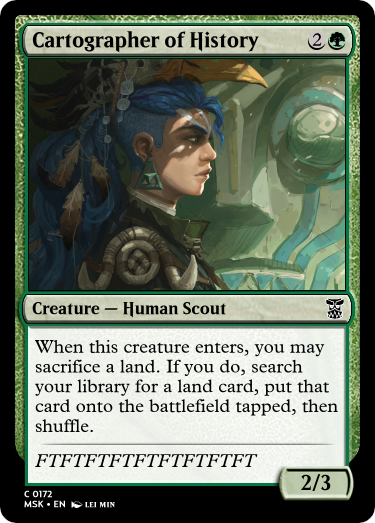 Cartographer of History 2
Creature — Human Scout
When this creature enters, you may
sacrifice a land. If you do, search
your library for a land card, put that
card onto the battlefield tapped, then
shuffle.
FTFTFTFTFTFTFTFTFT
2/3
C 0172
MSK • EN LEI MIN